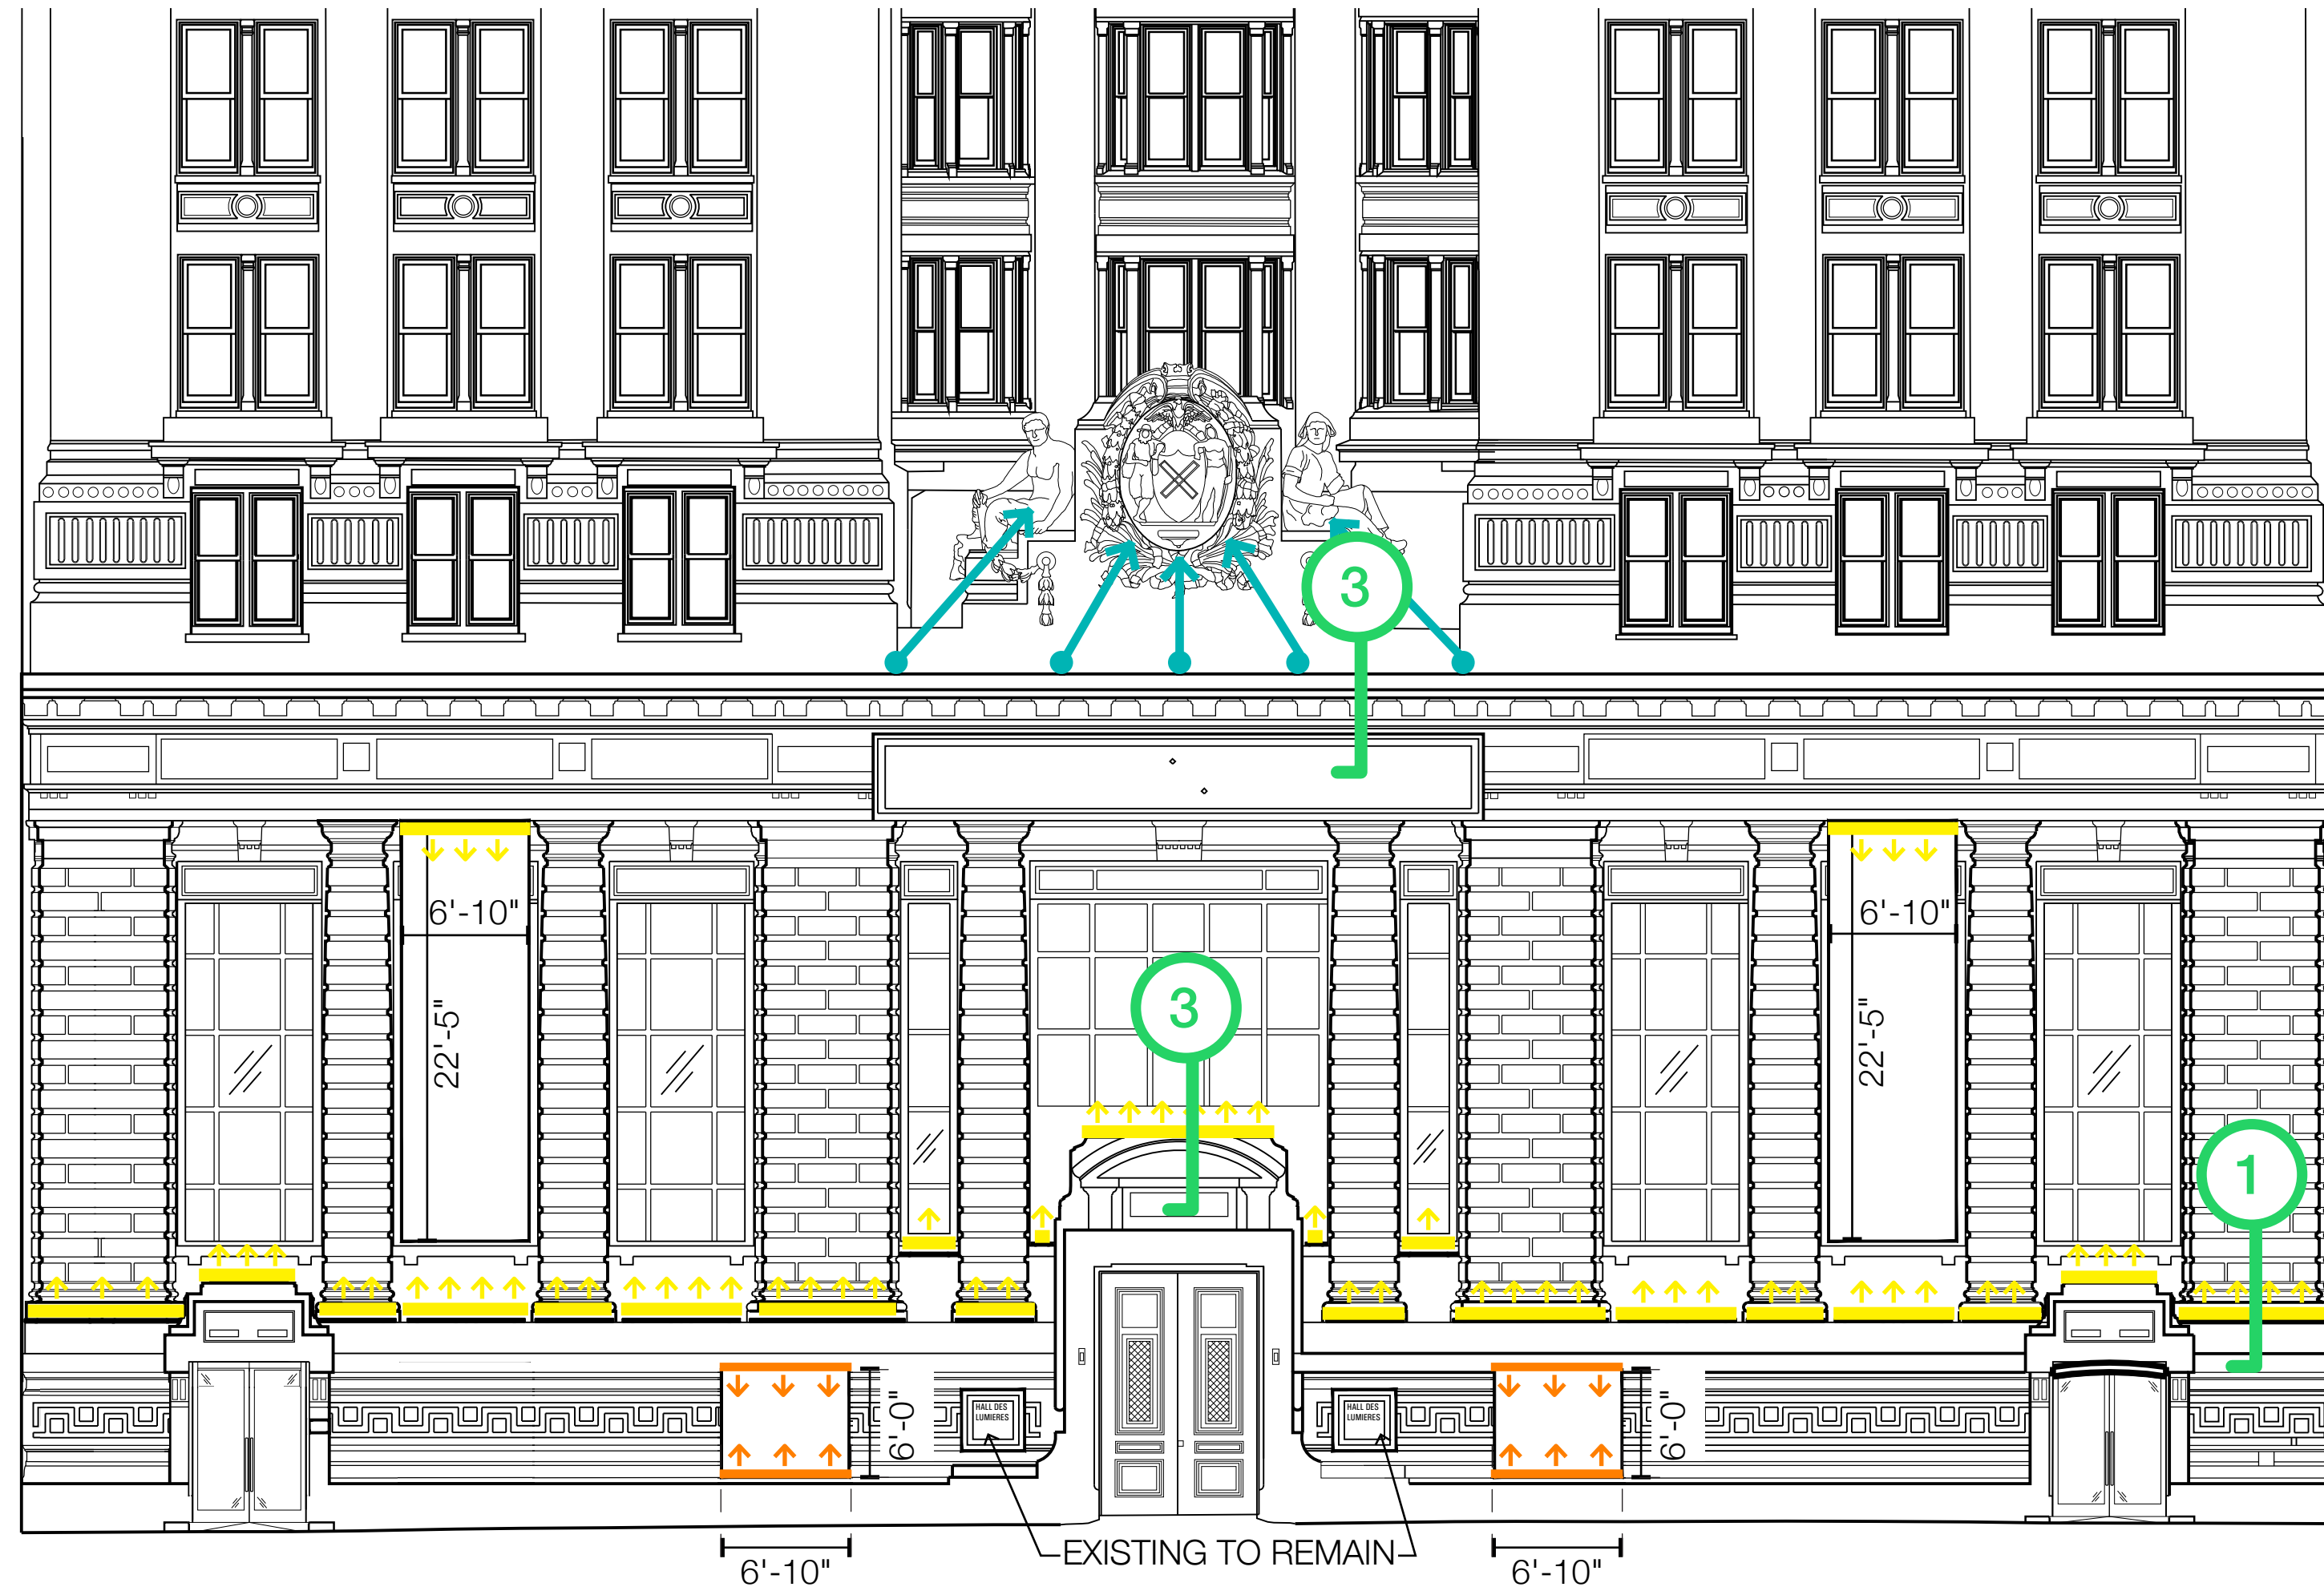 3
6'-10"
6'-10"
22'-5"
3
22'-5"
1
6'-0"
HALL DES
LUMIERES
HALL DES
LUMIERES
6'-0"
EXISTING TO REMAIN
6'-10"
6'-10"